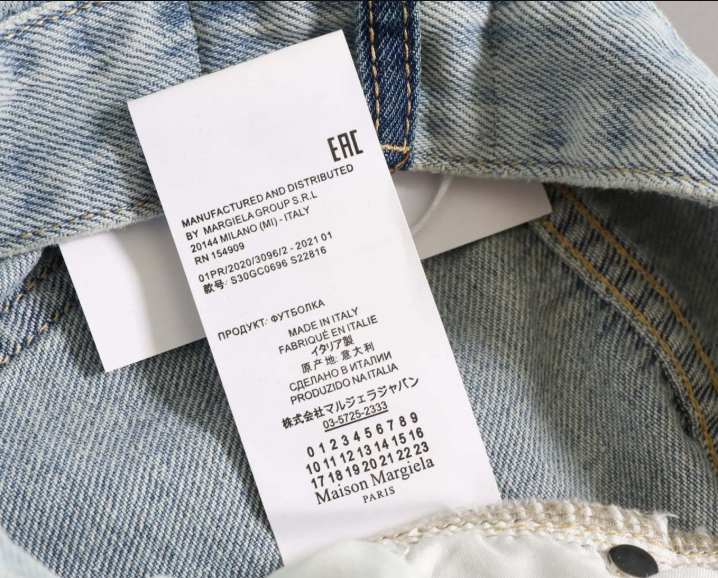 EAC
MANUFACTURED AND DISTRIBUTED
BY MARGIELA GROUP S.R.L
20144 MILANO (MI) - ITALY
RN 154909
01PR/2020/3096/2 - 2021 01
款号: S30GC0696 S22816
ПРОДУКТ: ФУТБОЛКА
MADE IN ITALY
FABRIQUÉ EN ITALIE
イタリア製
原产地: 意大利
СДЕЛАНО В ИТАЛИИ
PRODUZIDO NA ITALIA
株式会社マルジェラジャパン
03-5725-2333
0 1 2 3 4 5 6 7 8 9
10 11 12 13 14 15 16
17 18 19 20 21 22 23
Maison Margiela
PARIS